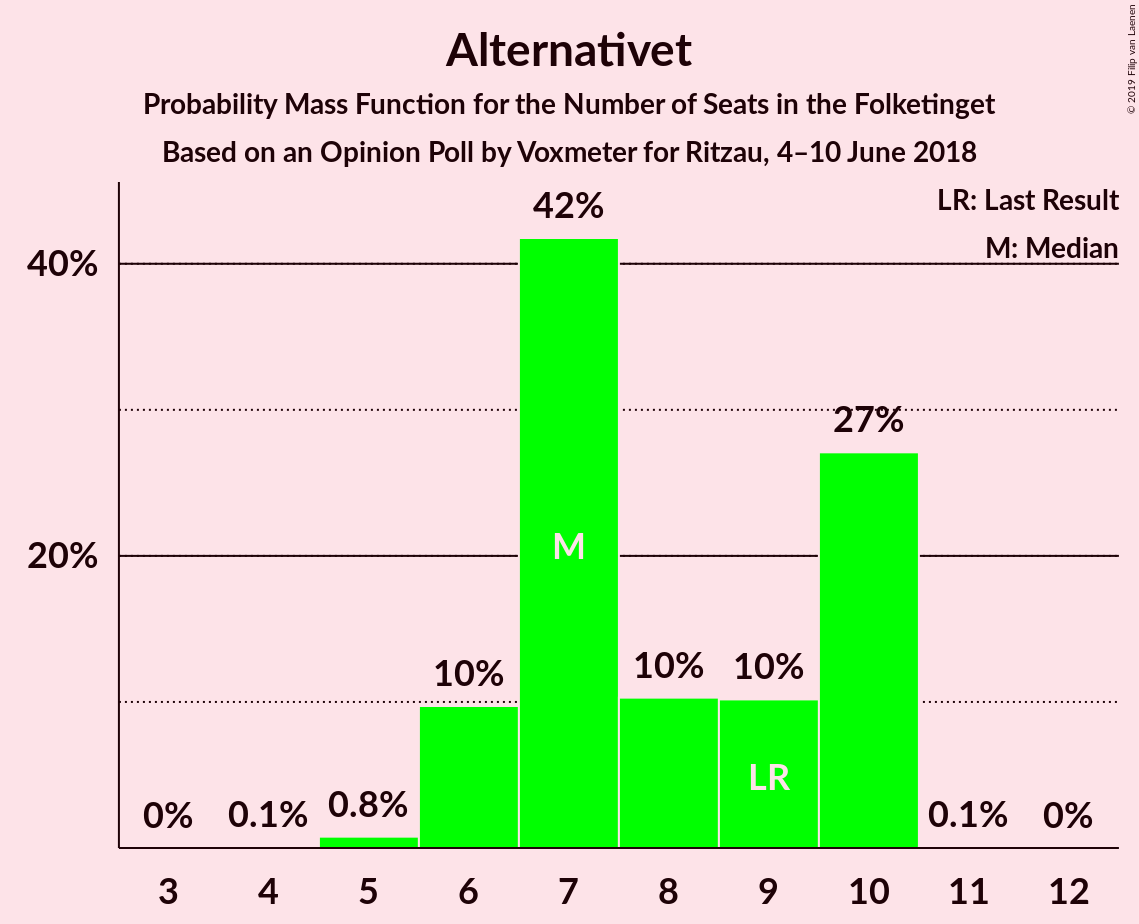 Alternativet
Probability Mass Function for the Number of Seats in the Folketinget
Based on an Opinion Poll by Voxmeter for Ritzau, 4–10 June 2018
© 2019 Filip van Laenen
LR: Last Result
M: Median
40%
20%
0%
0.1%
0.8%
10%
42%
M
10%
10%
LR
27%
0.1%
0%
3 4 5 6 7 8 9 10 11 12